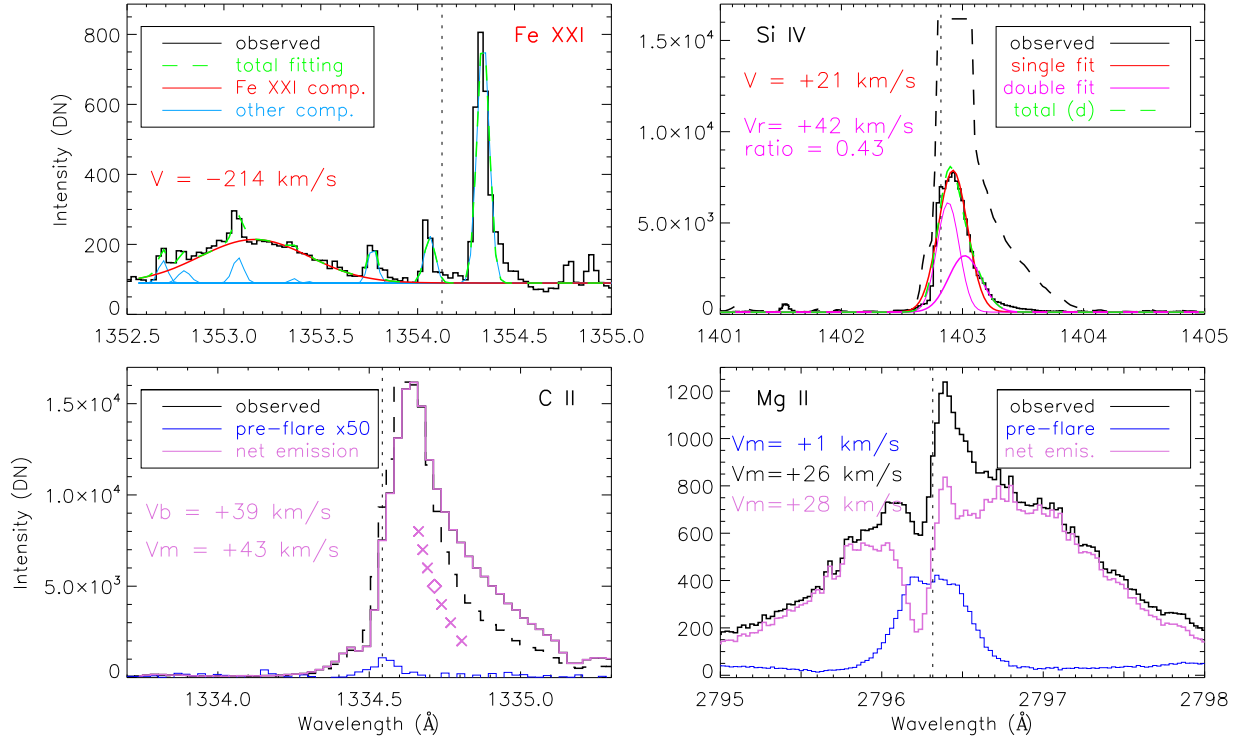 Fe XXI
observed
total fitting
Fe XXI comp.
other comp.
V = −214 km/s
Intensity (DN)
800
600
400
200
0
1552.5
1553.0
1553.5
1554.0
1554.5
1555.0
Si IV
observed
single fit
double fit
total (d)
V = +21 km/s
Vr= +42 km/s
ratio = 0.43
1.5×10⁴
1.0×10⁴
5.0×10³
0
1401
1402
1403
1404
1405
C II
observed
pre−flare x50
net emission
Vb = +39 km/s
Vm = +43 km/s
Intensity (DN)
1.5×10⁴
1.0×10⁴
5.0×10³
0
1334.0
1334.5
1335.0
Wavelength (Å)
Mg II
observed
pre−flare
net emis.
Vm= +1 km/s
Vm=+26 km/s
Vm=+28 km/s
1200
1000
800
600
400
200
0
2795
2796
2797
2798
Wavelength (Å)